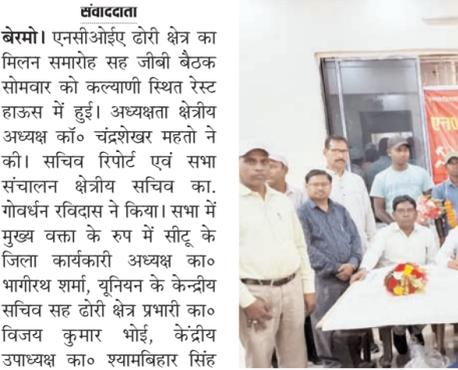 संवाददाता
बेरमो। एनसीओईए ढोरी क्षेत्र का
मिलन समारोह सह जीबी बैठक
सोमवार को कल्याणी स्थित रेस्ट
हाऊस में हुई। अध्यक्षता क्षेत्रीय
अध्यक्ष कॉ० चंद्रशेखर महतो ने
की। सचिव रिपोर्ट एवं सभा
संचालन क्षेत्रीय सचिव का.
गोवर्धन रविदास ने किया। सभा में
मुख्य वक्ता के रुप में सीटू के
जिला कार्यकारी अध्यक्ष का०
भागीरथ शर्मा, यूनियन के केन्द्रीय
सचिव सह ढोरी क्षेत्र प्रभारी का०
विजय कुमार भोई, केंद्रीय
उपाध्यक्ष का० श्यामबिहार सिंह